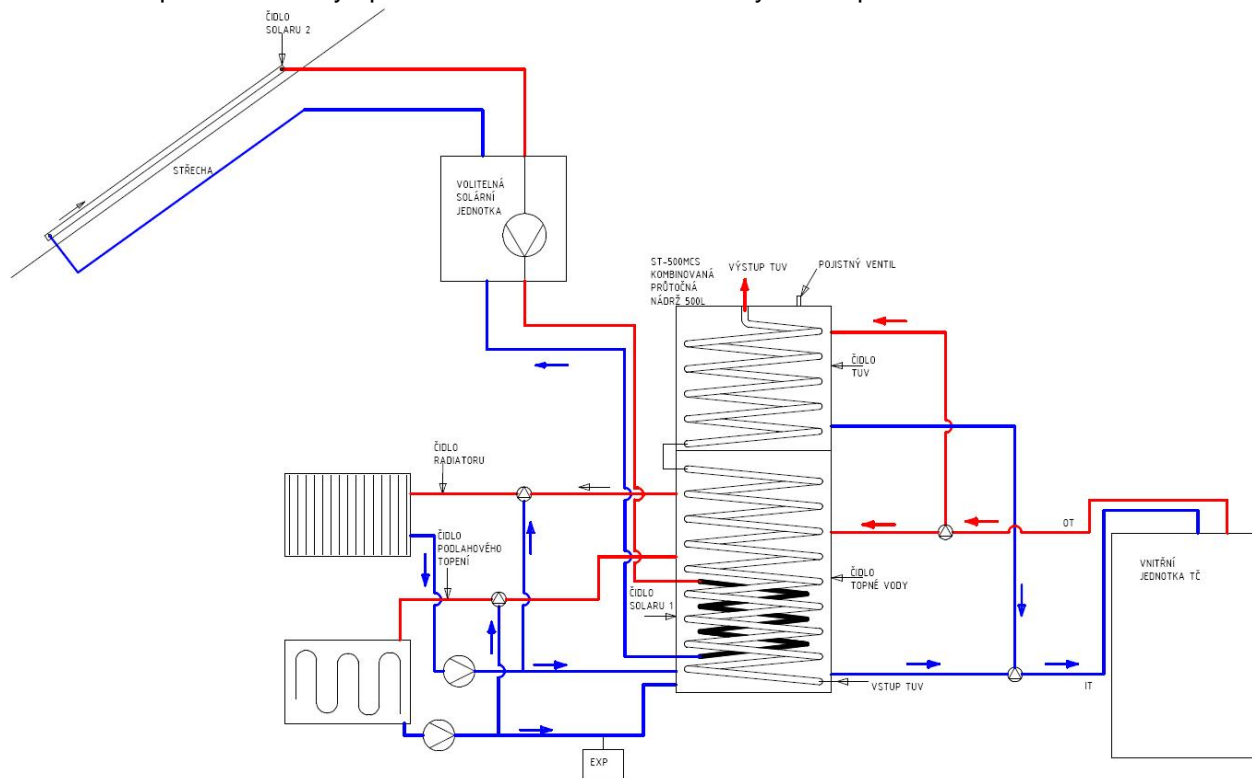 ČIDLO
SOLARU 2
STŘECHA
VOLITELNÁ
SOLÁRNÍ
JEDNOTKA
ST-500MCS
KOMBINOVANÁ
PRŮTOČNÁ
NÁDRŽ 500L
VÝSTUP TUV
POJISTNÝ VENTIL
ČIDLO
TUV
ČIDLO
RADIATORU
ČIDLO
PODLAHOVÉHO
TOPENÍ
OT
VNITŘNÍ
JEDNOTKA TČ
ČIDLO
TOPNÉ VODY
ČIDLO
SOLARU 1
VSTUP TUV
IT
EXP